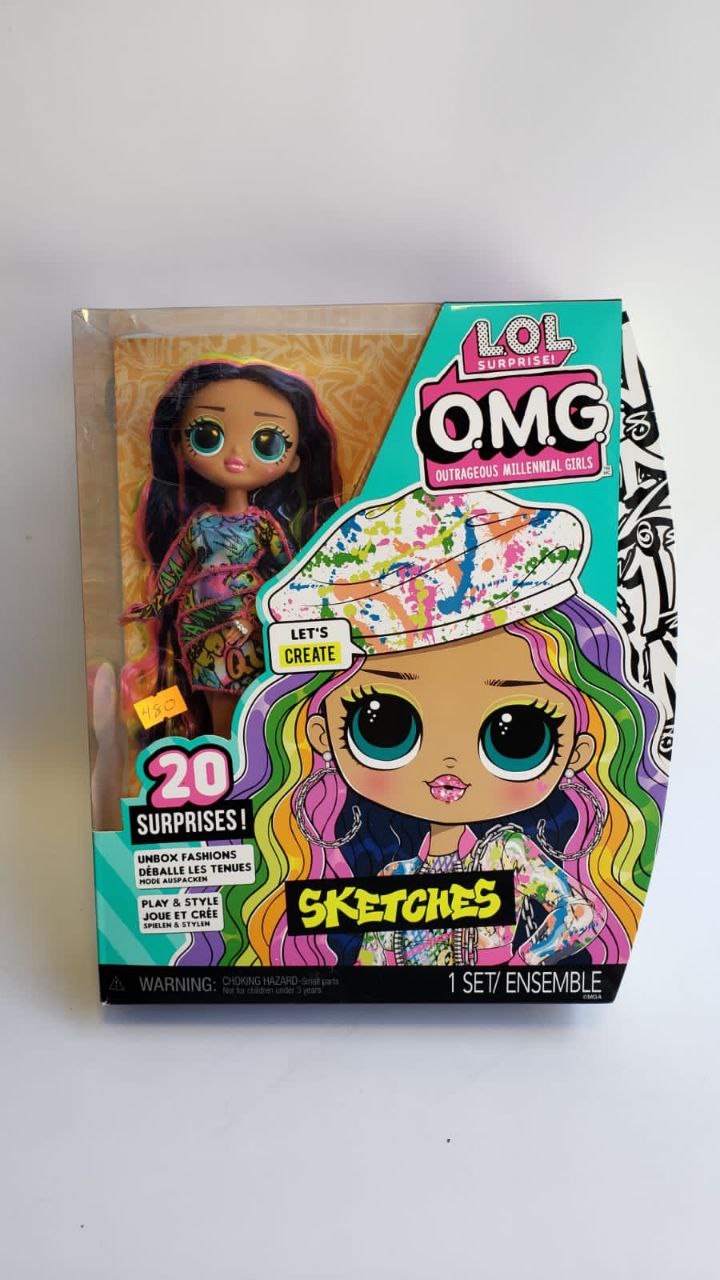 L.O.L.
SURPRISE!
O.M.G.
OUTRAGEOUS MILLENNIAL GIRLS
LET'S
CREATE
480
20
SURPRISES!
UNBOX FASHIONS
DÉBALLE LES TENUES
MODE AUSPACKEN
PLAY & STYLE
JOUE ET CRÉE
SPIELEN & STYLEN
SKETCHES
WARNING: CHOKING HAZARD-Small parts
Not for children under 3 years
1 SET/ ENSEMBLE
©MGA